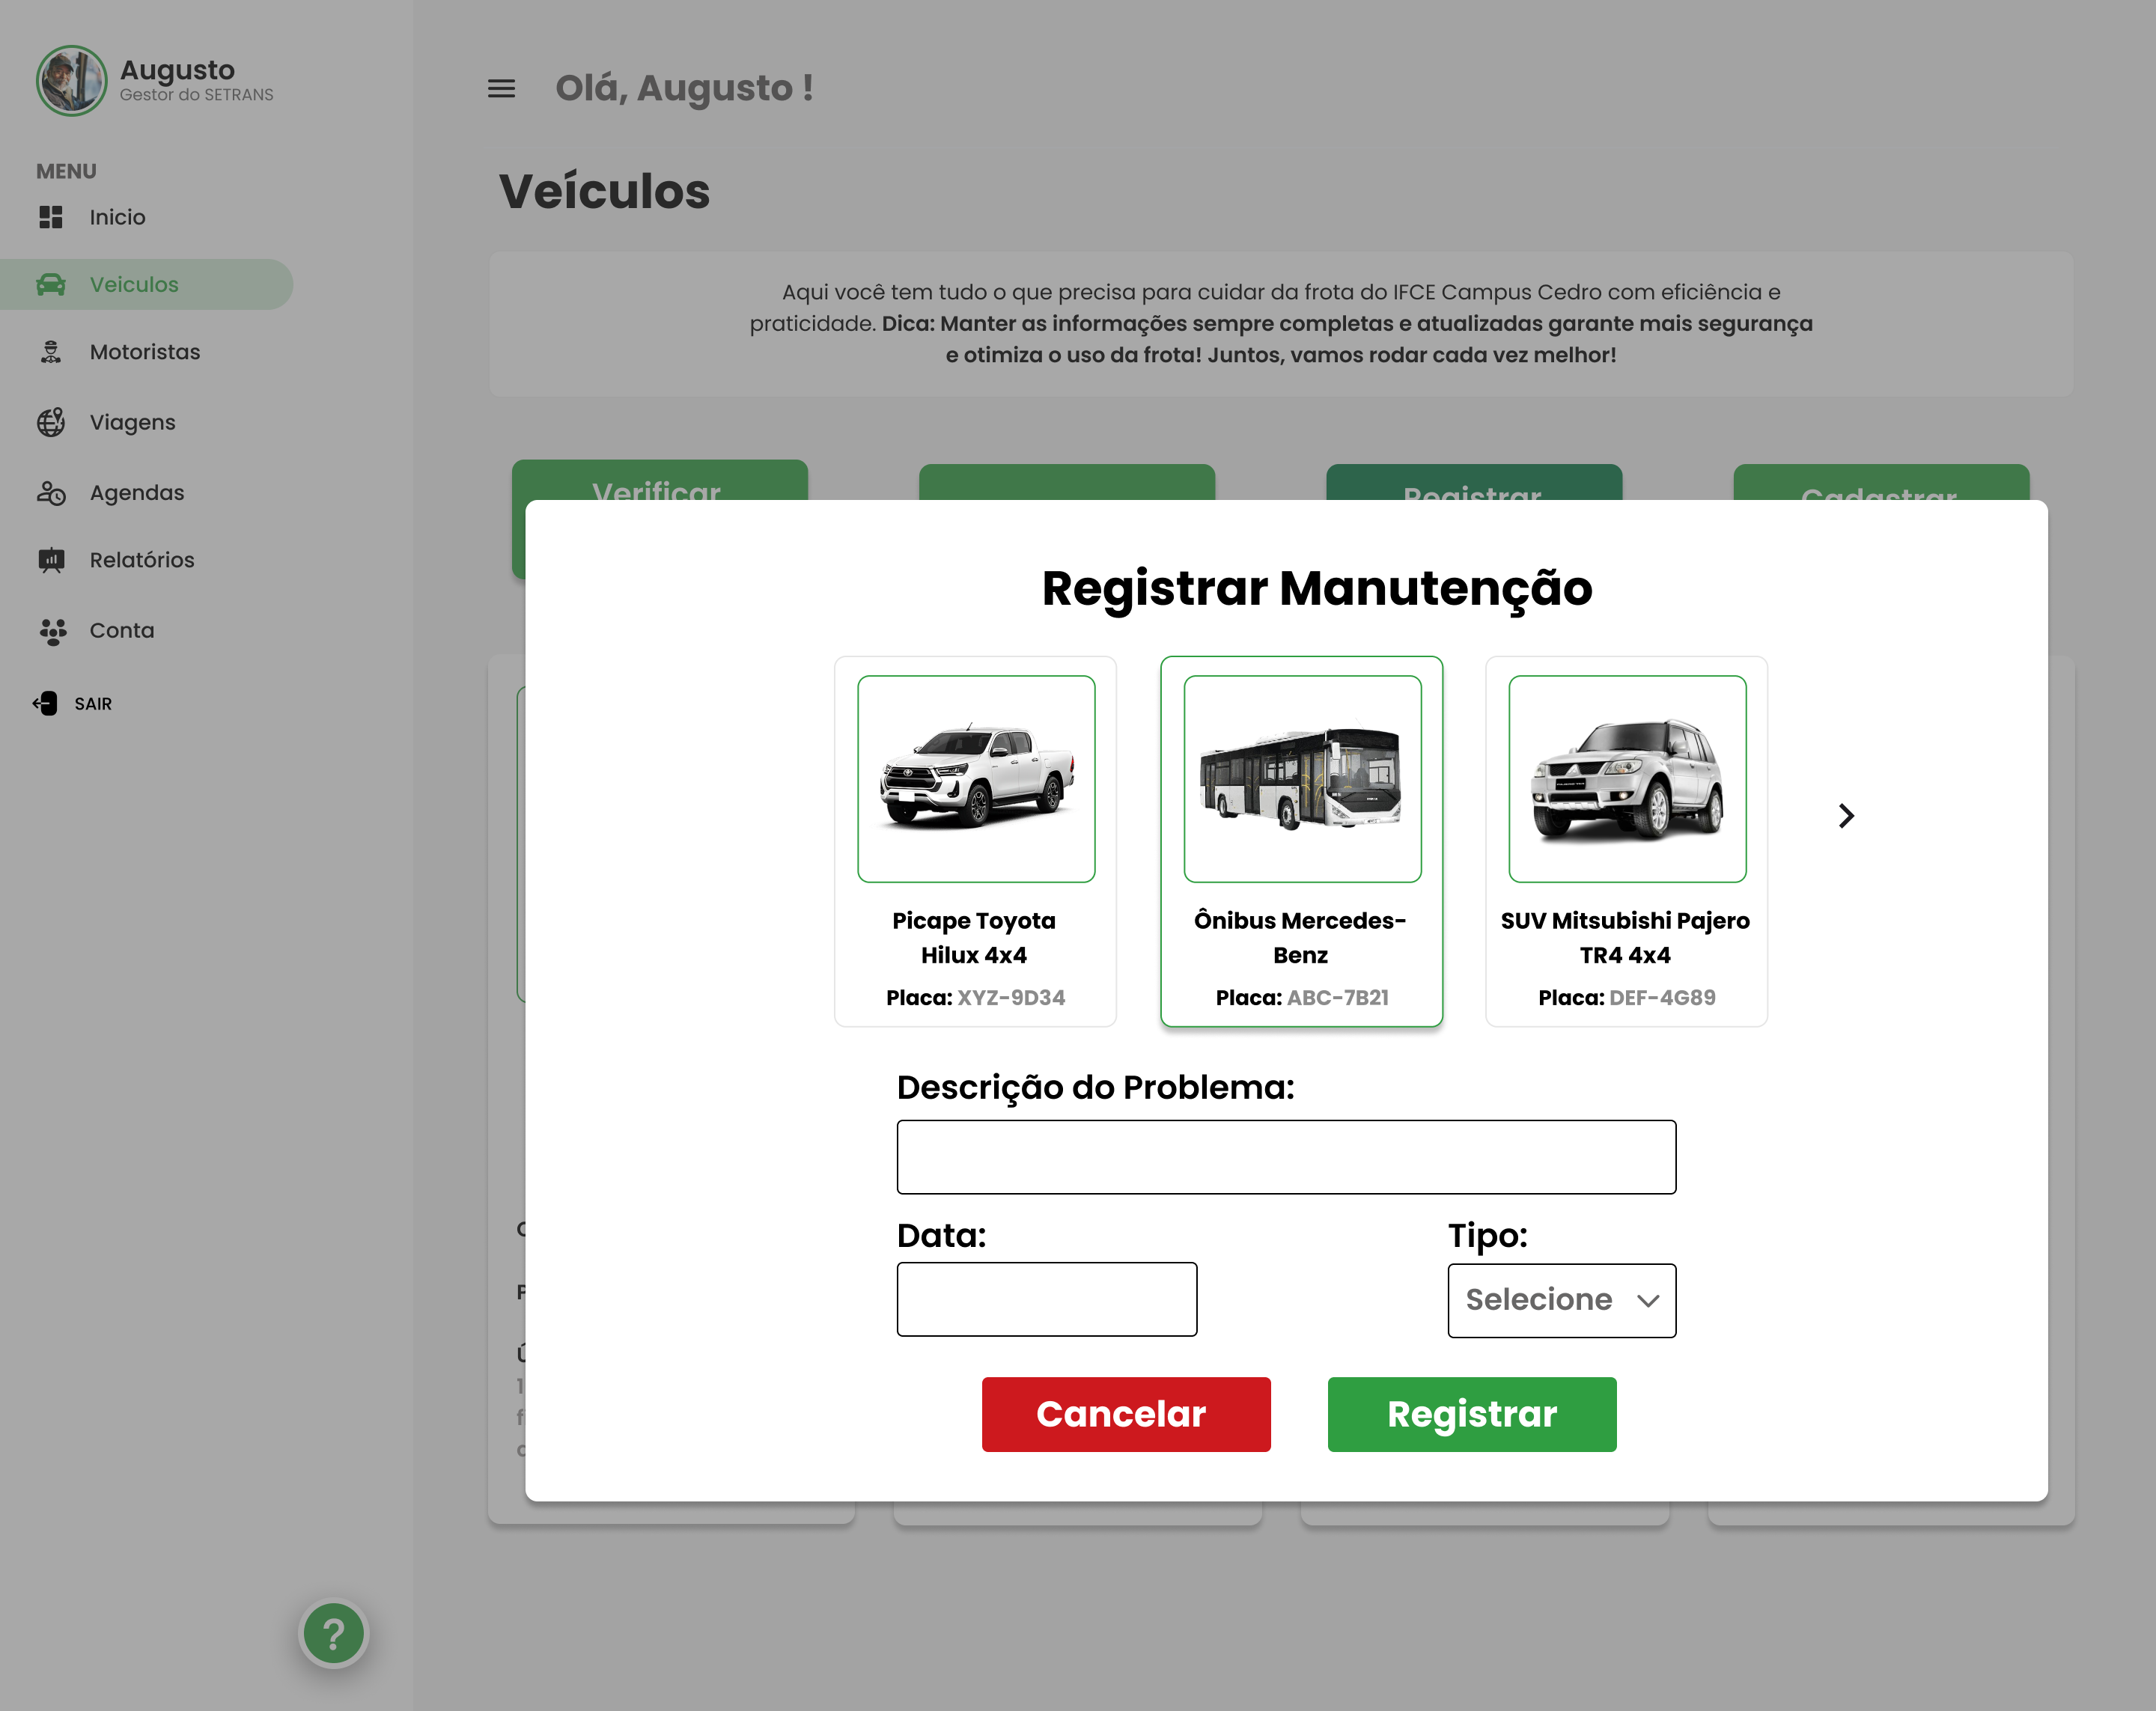 Augusto
Gestor do SETRANS
MENU
Inicio
Veiculos
Motoristas
Viagens
Agendas
Relatórios
Conta
SAIR
?
Olá, Augusto !
Veículos
Aqui você tem tudo o que precisa para cuidar da frota do IFCE Campus Cedro com eficiência e
praticidade. Dica: Manter as informações sempre completas e atualizadas garante mais segurança
e otimiza o uso da frota! Juntos, vamos rodar cada vez melhor!
Verificar
Registrar
Cadastrar
Registrar Manutenção
Picape Toyota
Hilux 4x4
Placa: XYZ-9D34
Ônibus Mercedes-
Benz
Placa: ABC-7B21
SUV Mitsubishi Pajero
TR4 4x4
Placa: DEF-4G89
Descrição do Problema:
Data:
Tipo:
Selecione
Cancelar
Registrar